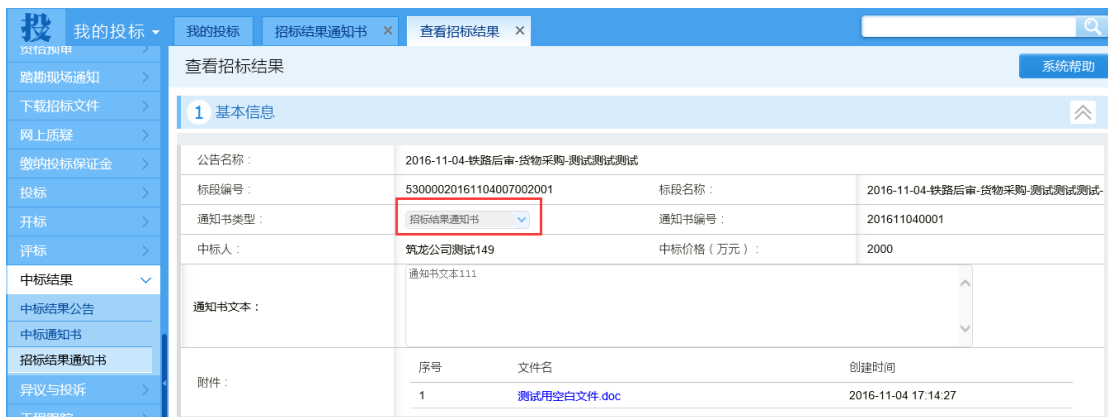 投 我的投标
我的投标 招标结果通知书 × 查看招标结果 ×
资格预审
踏勘现场通知
下载招标文件
网上质疑
缴纳投标保证金
投标
开标
评标
中标结果
中标结果公告
中标通知书
招标结果通知书
异议与投诉
工程跟踪
查看招标结果 系统帮助
1 基本信息
公告名称: 2016-11-04-铁路后审-货物采购-测试测试测试
标段编号: 53000020161104007002001 标段名称: 2016-11-04-铁路后审-货物采购-测试测试测试-
通知书类型: 招标结果通知书 通知书编号: 201611040001
中标人: 筑龙公司测试149 中标价格(万元): 2000
通知书文本: 通知书文本111
附件:
序号 文件名 创建时间
1 测试用空白文件.doc 2016-11-04 17:14:27